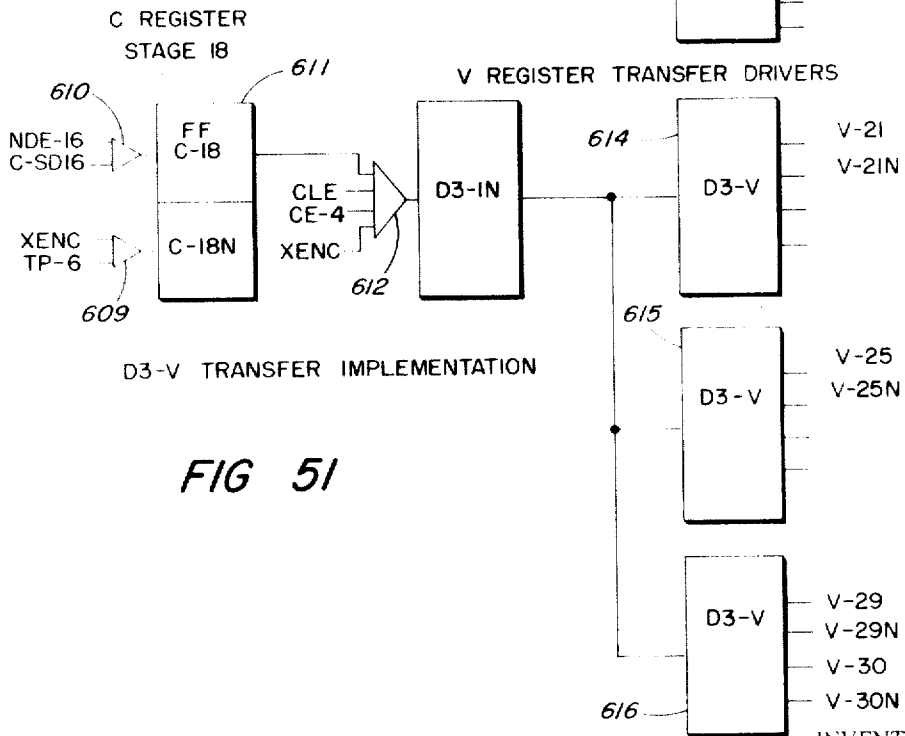 C REGISTER
STAGE 18
611
610
NDE-16
C-SD16
FF
C-18
XENC
TP-6
C-18N
609
CLE
CE-4
XENC
612
D3-IN
V REGISTER TRANSFER DRIVERS
614
D3-V
V-21
V-21N
615
D3-V
V-25
V-25N
D3-V TRANSFER IMPLEMENTATION
FIG 51
616
D3-V
V-29
V-29N
V-30
V-30N